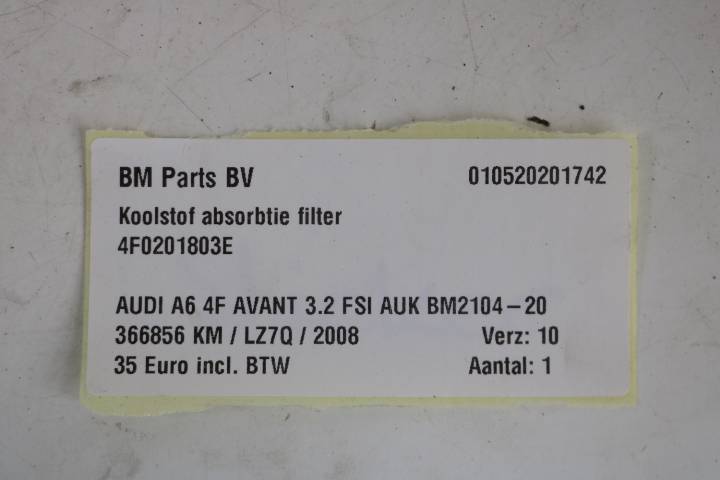 BM Parts BV 010520201742
Koolstof absorbtie filter
4F0201803E
AUDI A6 4F AVANT 3.2 FSI AUK BM2104-20
366856 KM / LZ7Q / 2008 Verz: 10
35 Euro incl. BTW Aantal: 1